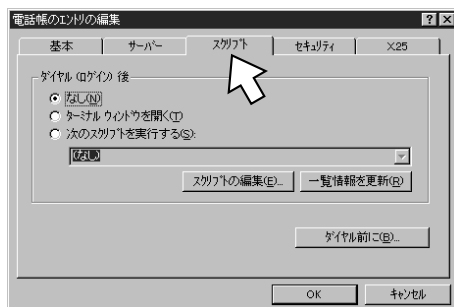 電話帳のエントリの編集
基本 サーバー スクリプト セキュリティ X.25
ダイヤル (ログイン) 後
なし(N)
ターミナル ウィンドウを開く(T)
次のスクリプトを実行する(S):
(なし)
スクリプトの編集(E)... 一覧情報を更新(R)
ダイヤル前に(B)...
OK キャンセル